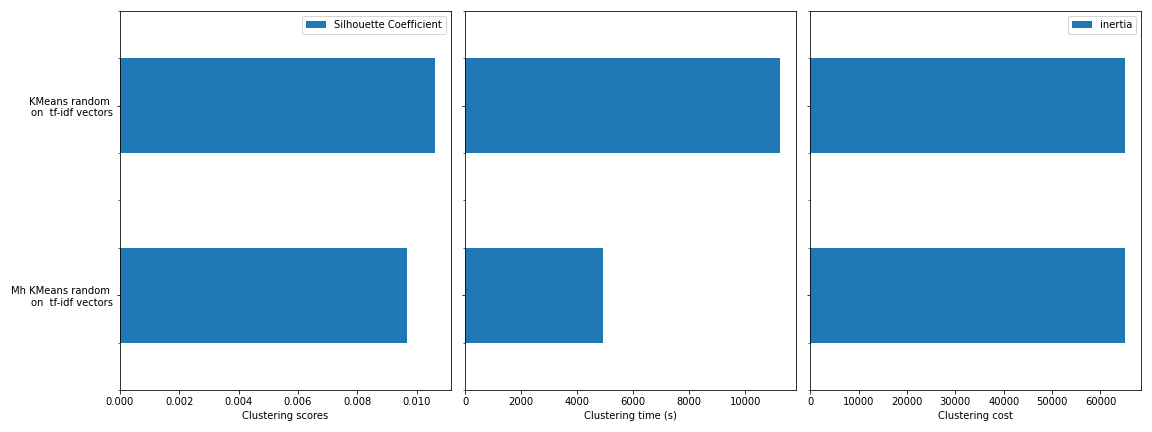 Silhouette Coefficient
inertia
KMeans random
on  tf-idf vectors
Mh KMeans random
on  tf-idf vectors
0.000 0.002 0.004 0.006 0.008 0.010
0 2000 4000 6000 8000 10000
0 10000 20000 30000 40000 50000 60000
Clustering scores
Clustering time (s)
Clustering cost